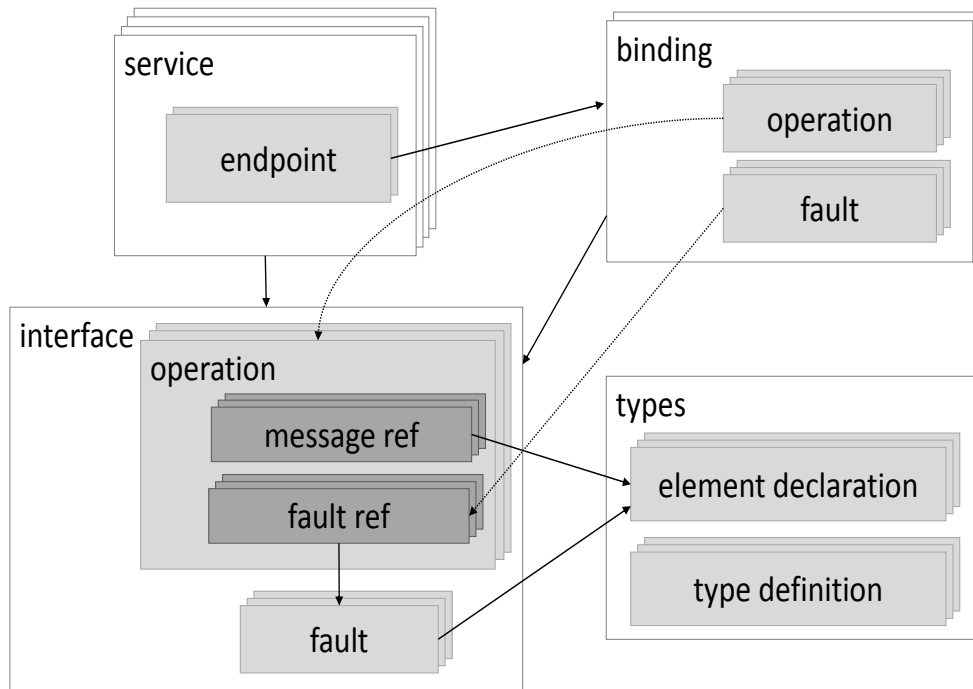 service
endpoint
binding
operation
fault
interface
operation
message ref
fault ref
fault
types
element declaration
type definition